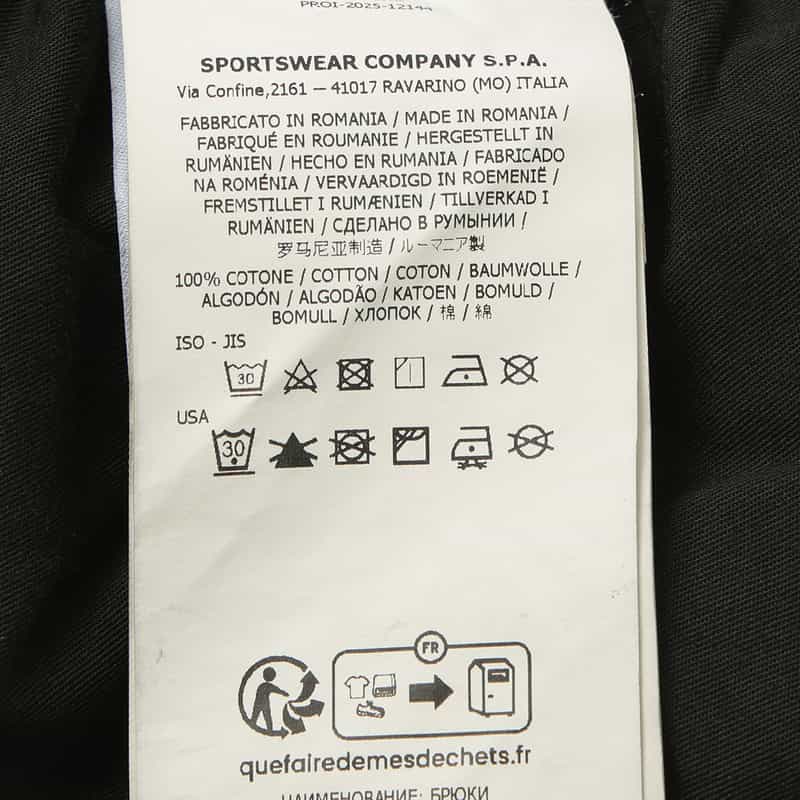 PROI-2025-12144
SPORTSWEAR COMPANY S.P.A.
Via Confine,2161 — 41017 RAVARINO (MO) ITALIA
FABBRICATO IN ROMANIA / MADE IN ROMANIA /
FABRIQUÉ EN ROUMANIE / HERGESTELLT IN
RUMÄNIEN / HECHO EN RUMANIA / FABRICADO
NA ROMÉNIA / VERVAARDIGD IN ROEMENIË /
FREMSTILLET I RUMÆNIEN / TILLVERKAD I
RUMÄNIEN / СДЕЛАНО В РУМЫНИИ /
罗马尼亚制造 / ルーマニア製
100% COTONE / COTTON / COTON / BAUMWOLLE /
ALGODÓN / ALGODÃO / KATOEN / BOMULD /
BOMULL / ХЛОПОК / 棉 / 綿
ISO - JIS
30
USA
30
FR
quefairedemesdechets.fr
НАИМЕНОВАНИЕ: БРЮКИ